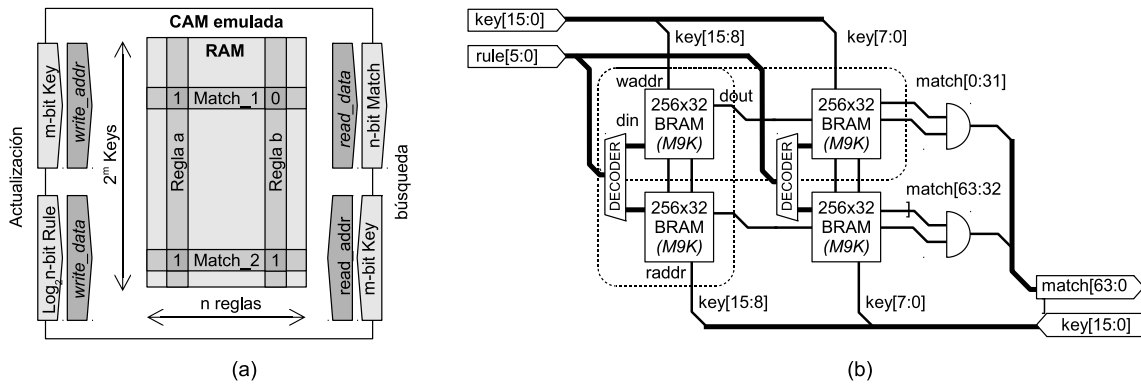 CAM emulada
RAM
Actualización
m-bit Key
write_addr
Log2n-bit Rule
write_data
2^m Keys
1 Match_1 0
Regla a
Regla b
1 Match_2 1
n reglas
read_data
n-bit Match
búsqueda
read_addr
m-bit Key
(a)
key[15:0]
rule[5:0]
key[15:8]
key[7:0]
waddr
dout
din
DECODER
256x32
BRAM
(M9K)
256x32
BRAM
(M9K)
raddr
DECODER
256x32
BRAM
(M9K)
256x32
BRAM
(M9K)
match[0:31]
match[63:32
]
key[15:8]
key[7:0]
match[63:0
]
key[15:0]
(b)